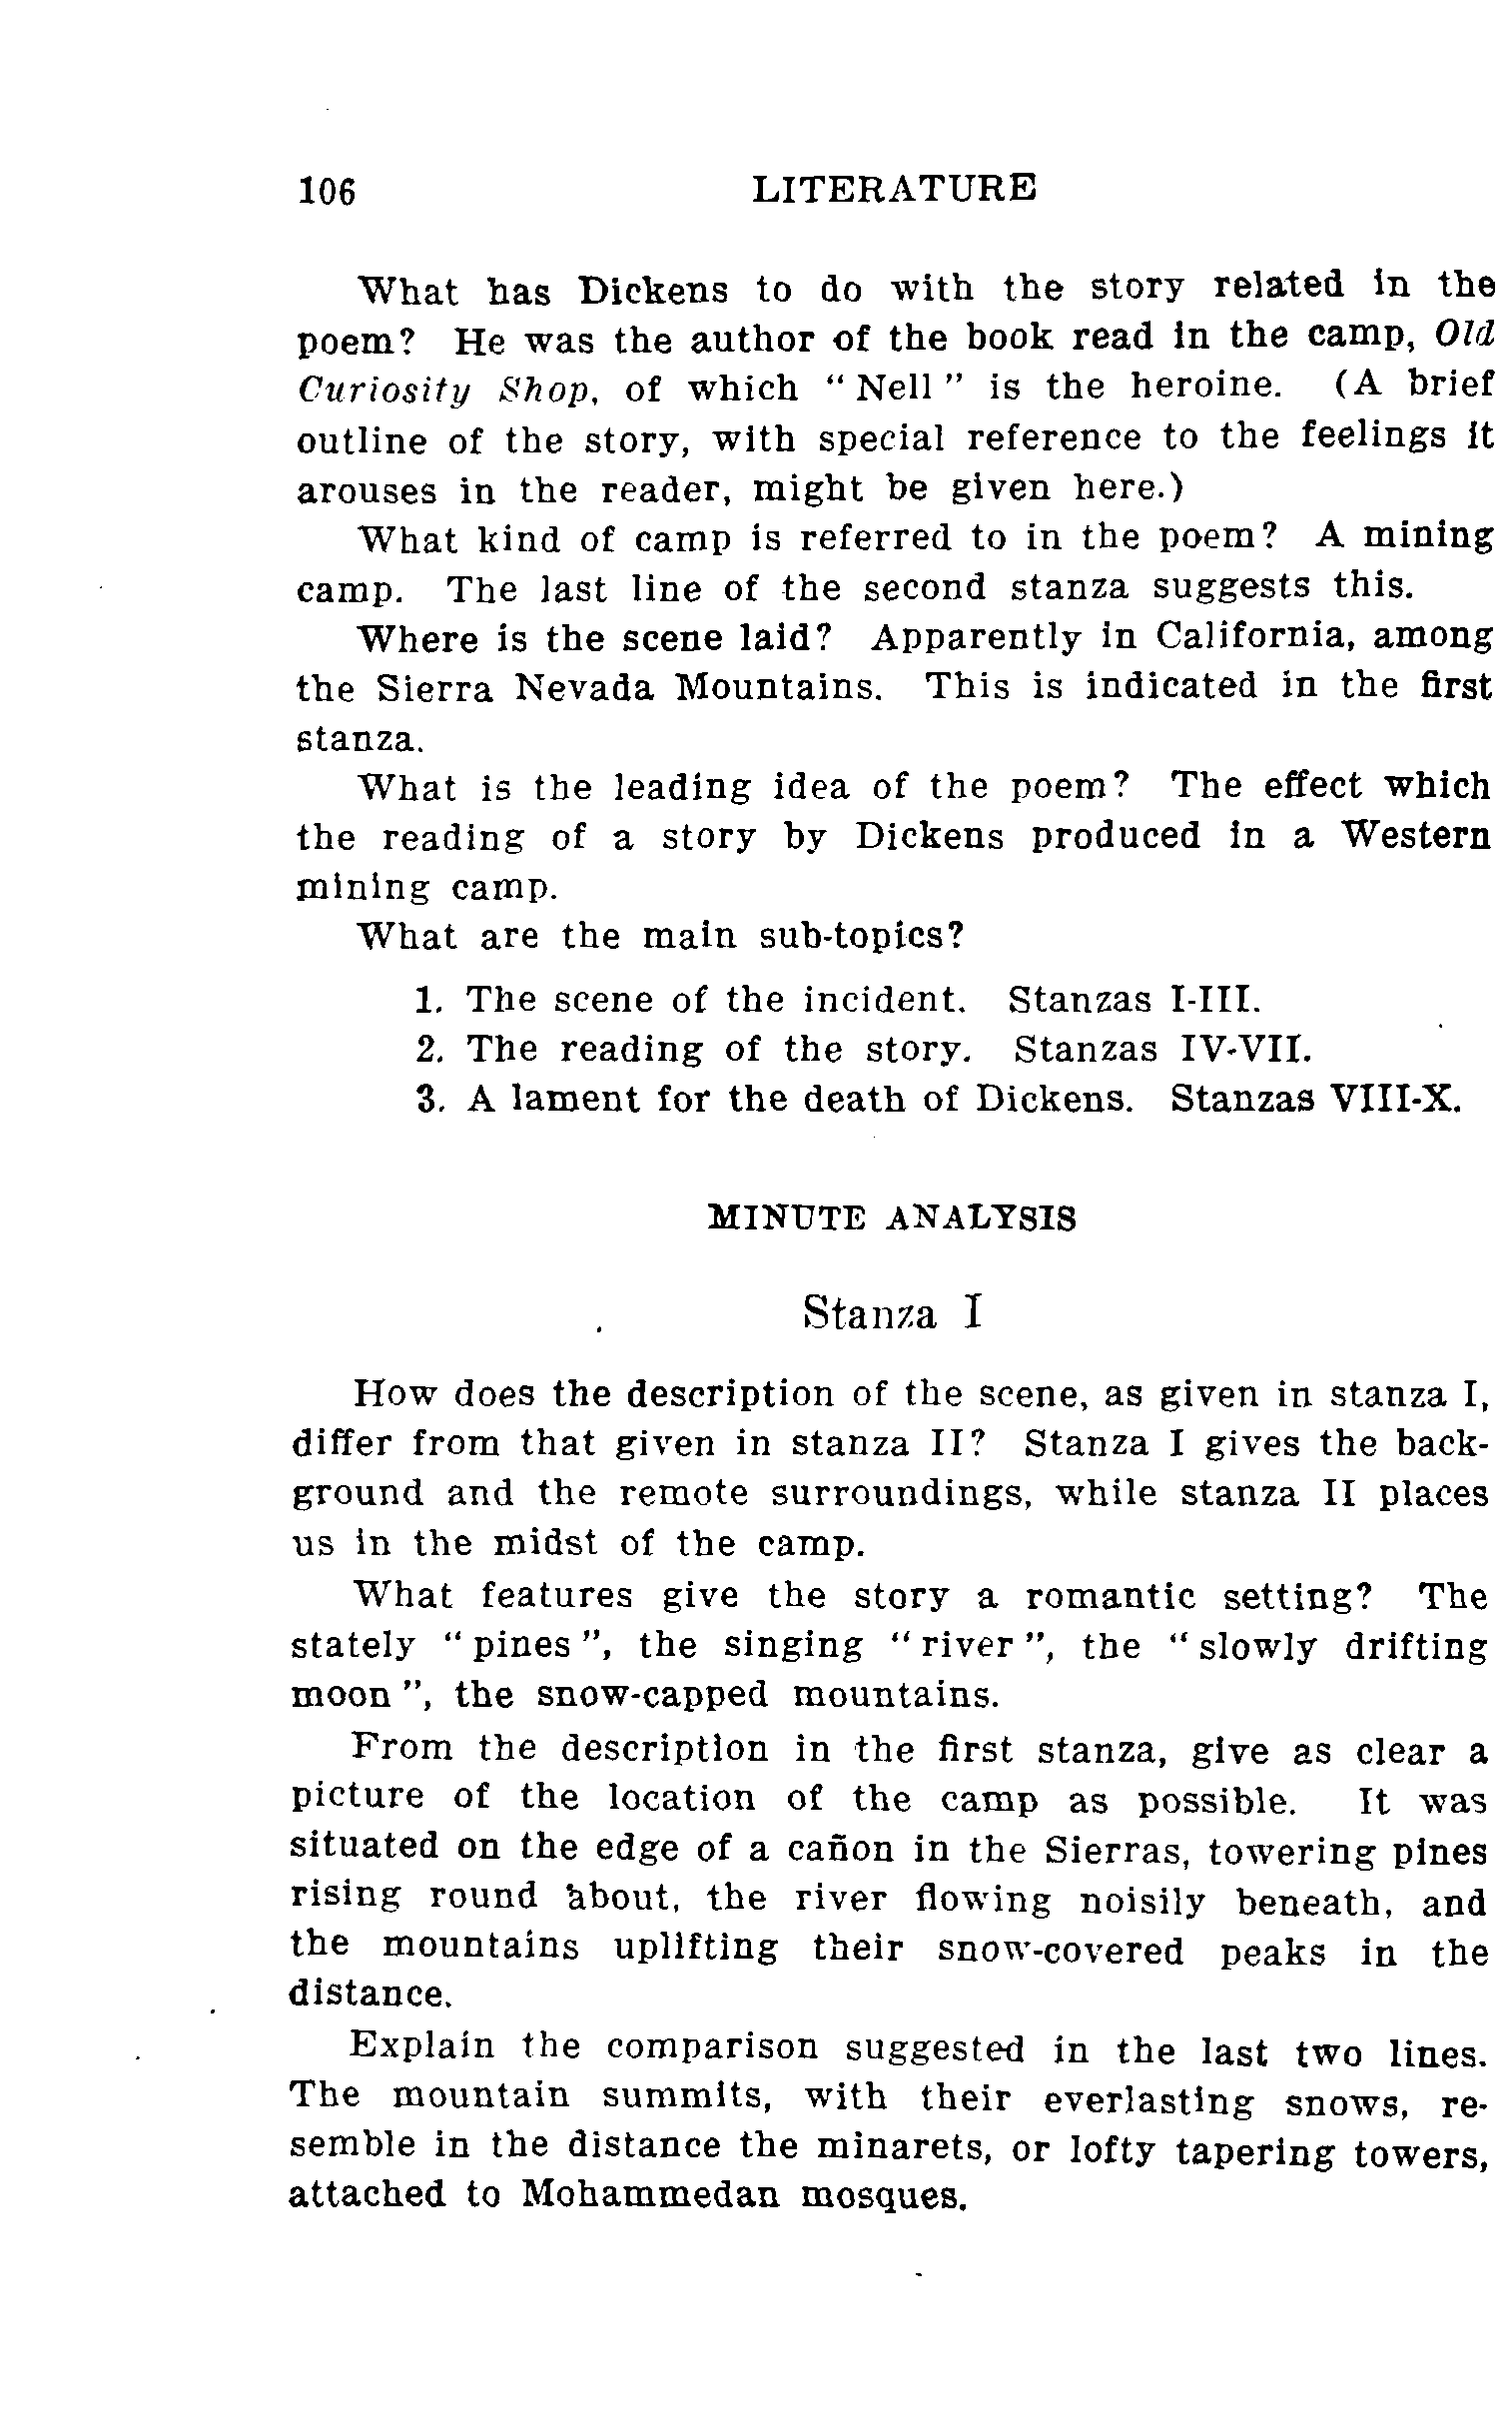 106 LITERATURE
What has Dickens to do with the story related in the
poem? He was the author of the book read in the camp, Old
Curiosity Shop, of which “Nell” is the heroine. (A brief
outline of the story, with special reference to the feelings it
arouses in the reader, might be given here.)
What kind of camp is referred to in the poem? A mining
camp. The last line of the second stanza suggests this.
Where is the scene laid? Apparently in California, among
the Sierra Nevada Mountains. This is indicated in the first
stanza.
What is the leading idea of the poem? The effect which
the reading of a story by Dickens produced in a Western
mining camp.
What are the main sub-topics?
1. The scene of the incident. Stanzas I-III.
2. The reading of the story. Stanzas IV-VII.
3. A lament for the death of Dickens. Stanzas VIII-X.
MINUTE ANALYSIS
Stanza I
How does the description of the scene, as given in stanza I,
differ from that given in stanza II? Stanza I gives the back-
ground and the remote surroundings, while stanza II places
us in the midst of the camp.
What features give the story a romantic setting? The
stately “pines”, the singing “river”, the “slowly drifting
moon”, the snow-capped mountains.
From the description in the first stanza, give as clear a
picture of the location of the camp as possible. It was
situated on the edge of a cañon in the Sierras, towering pines
rising round about, the river flowing noisily beneath, and
the mountains uplifting their snow-covered peaks in the
distance.
Explain the comparison suggested in the last two lines.
The mountain summits, with their everlasting snows, re-
semble in the distance the minarets, or lofty tapering towers,
attached to Mohammedan mosques.